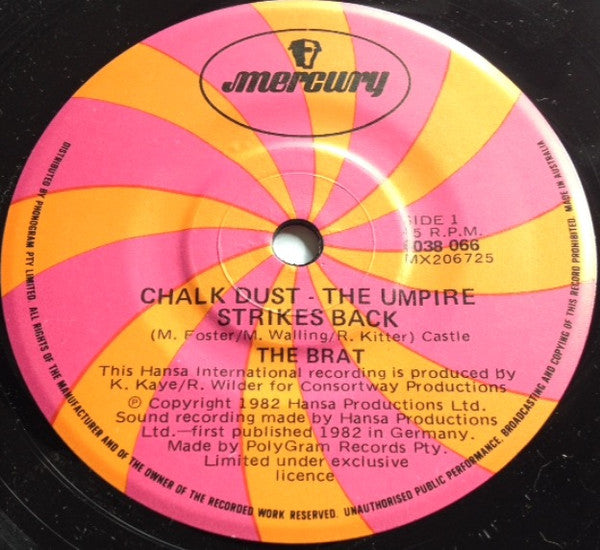 mercury
SIDE 1
45 R.P.M.
6038 066
MX206725
CHALK DUST - THE UMPIRE
STRIKES BACK
(M. Foster/M. Walling/R. Kitter) Castle
THE BRAT
This Hansa International recording is produced by
K. Kaye/R. Wilder for Consortway Productions
Ⓟ Copyright 1982 Hansa Productions Ltd.
Sound recording made by Hansa Productions
Ltd.—first published 1982 in Germany.
Made by PolyGram Records Pty.
Limited under exclusive
licence
DISTRIBUTED BY PHONOGRAM PTY LIMITED. ALL RIGHTS OF THE MANUFACTURER AND OF THE OWNER OF THE RECORDED WORK RESERVED. UNAUTHORISED PUBLIC PERFORMANCE, BROADCASTING AND COPYING OF THIS RECORD PROHIBITED. MADE IN AUSTRALIA